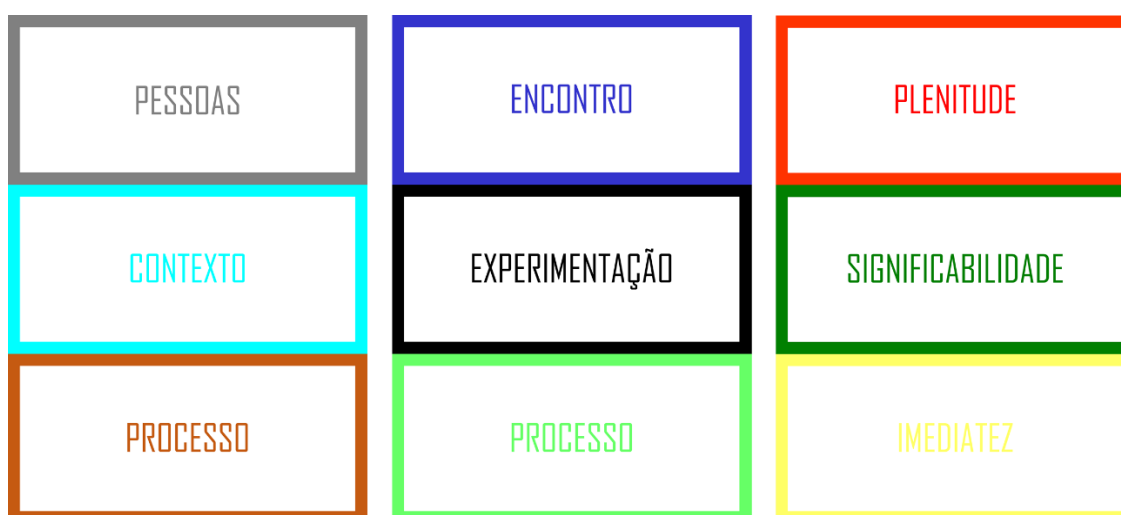 PESSOAS
ENCONTRO
PLENITUDE
CONTEXTO
EXPERIMENTAÇÃO
SIGNIFICABILIDADE
PROCESSO
PROCESSO
IMEDIATEZ